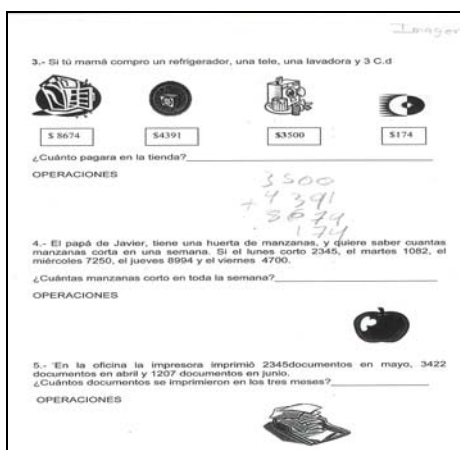 Imagen
3.- Si tú mamá compro un refrigerador, una tele, una lavadora y 3 C.d
$ 8674
$4391
$3500
$174
¿Cuánto pagara en la tienda?
OPERACIONES
3500
+ 4391
8674
174
4.- El papá de Javier, tiene una huerta de manzanas, y quiere saber cuantas
manzanas corta en una semana. Si el lunes corto 2345, el martes 1082, el
miércoles 7250, el jueves 8994 y el viernes 4700.
¿Cuántas manzanas corto en toda la semana?
OPERACIONES
5.- En la oficina la impresora imprimió 2345documentos en mayo, 3422
documentos en abril y 1207 documentos en junio.
¿Cuántos documentos se imprimieron en los tres meses?
OPERACIONES